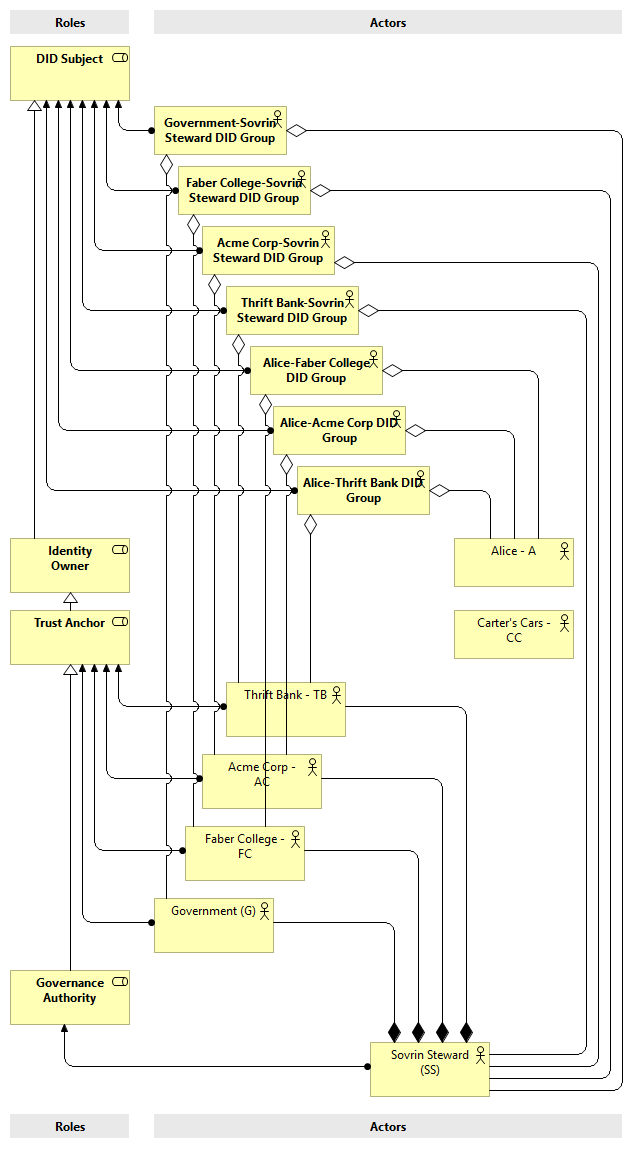 Roles
Actors
DID Subject
Government-Sovrin
Steward DID Group
Faber College-Sovrin
Steward DID Group
Acme Corp-Sovrin
Steward DID Group
Thrift Bank-Sovrin
Steward DID Group
Alice-Faber College
DID Group
Alice-Acme Corp DID
Group
Alice-Thrift Bank DID
Group
Identity
Owner
Alice - A
Trust Anchor
Carter's Cars -
CC
Thrift Bank - TB
Acme Corp -
AC
Faber College -
FC
Government (G)
Governance
Authority
Sovrin Steward
(SS)
Roles
Actors